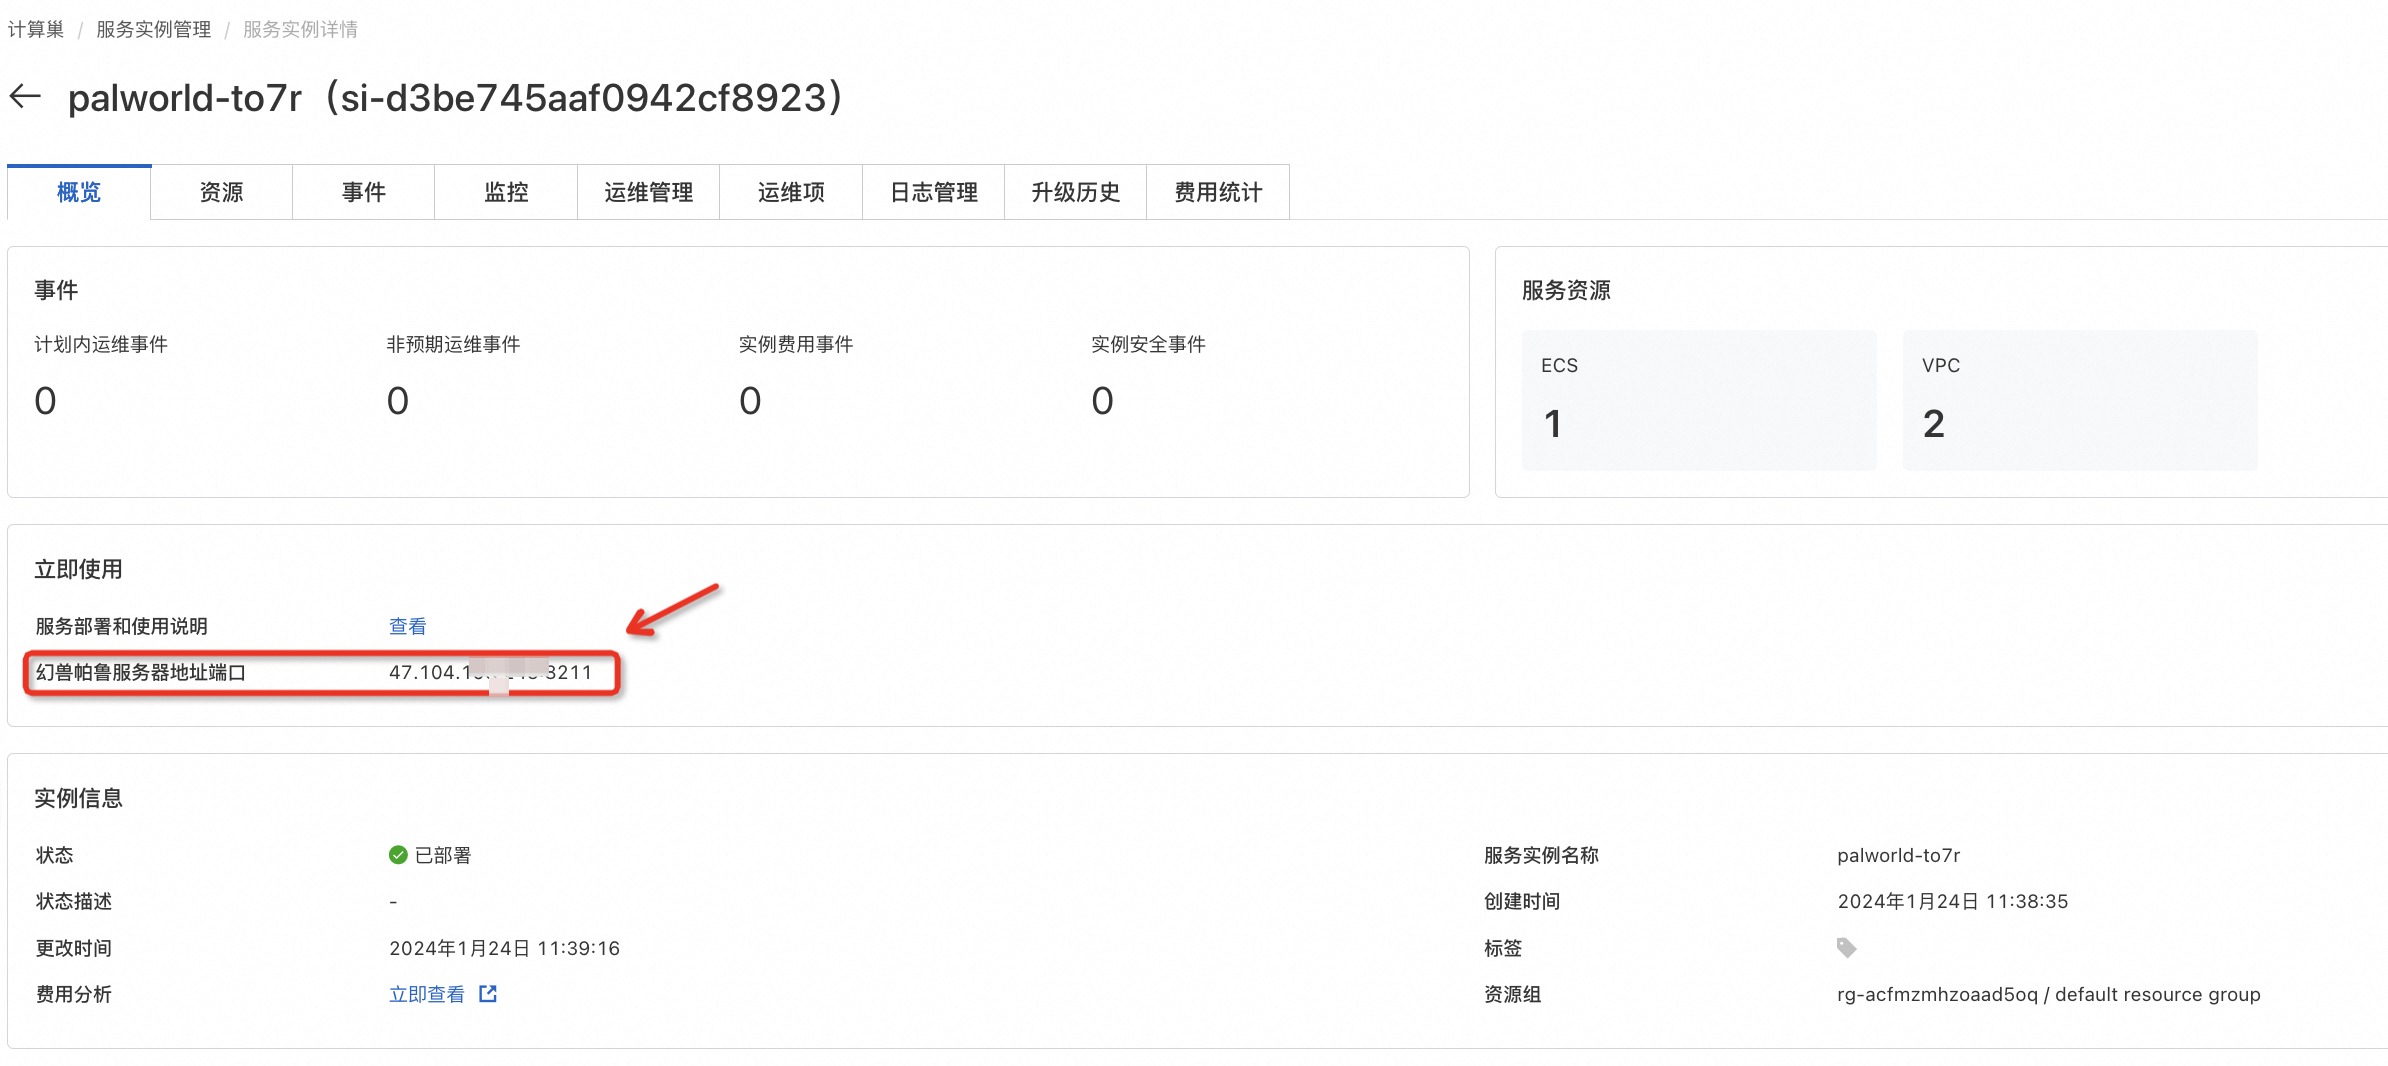 计算巢 / 服务实例管理 / 服务实例详情
palworld-to7r（si-d3be745aaf0942cf8923）
概览 资源 事件 监控 运维管理 运维项 日志管理 升级历史 费用统计
事件
计划内运维事件 非预期运维事件 实例费用事件 实例安全事件
0 0 0 0
服务资源
ECS VPC
1 2
立即使用
服务部署和使用说明 查看
幻兽帕鲁服务器地址端口 47.104.1 8211
实例信息
状态 已部署
服务实例名称 palworld-to7r
状态描述 -
创建时间 2024年1月24日 11:38:35
更改时间 2024年1月24日 11:39:16
标签
费用分析 立即查看
资源组 rg-acfmzmhzoaad5oq / default resource group